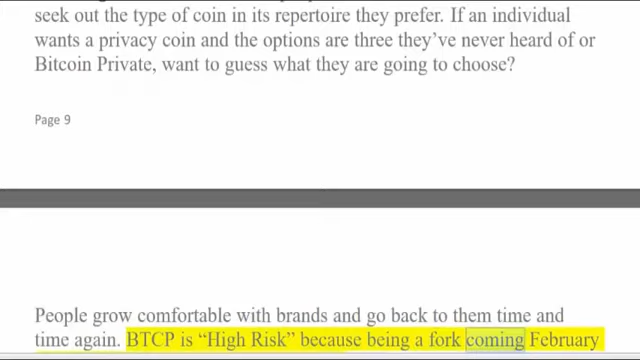 seek out the type of coin in its repertoire they prefer. If an individual
wants a privacy coin and the options are three they've never heard of or
Bitcoin Private, want to guess what they are going to choose?
Page 9
People grow comfortable with brands and go back to them time and
time again. BTCP is “High Risk” because being a fork coming February